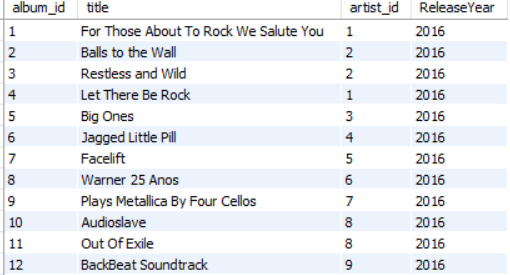 album_id title artist_id ReleaseYear
1 For Those About To Rock We Salute You 1 2016
2 Balls to the Wall 2 2016
3 Restless and Wild 2 2016
4 Let There Be Rock 1 2016
5 Big Ones 3 2016
6 Jagged Little Pill 4 2016
7 Facelift 5 2016
8 Warner 25 Anos 6 2016
9 Plays Metallica By Four Cellos 7 2016
10 Audioslave 8 2016
11 Out Of Exile 8 2016
12 BackBeat Soundtrack 9 2016